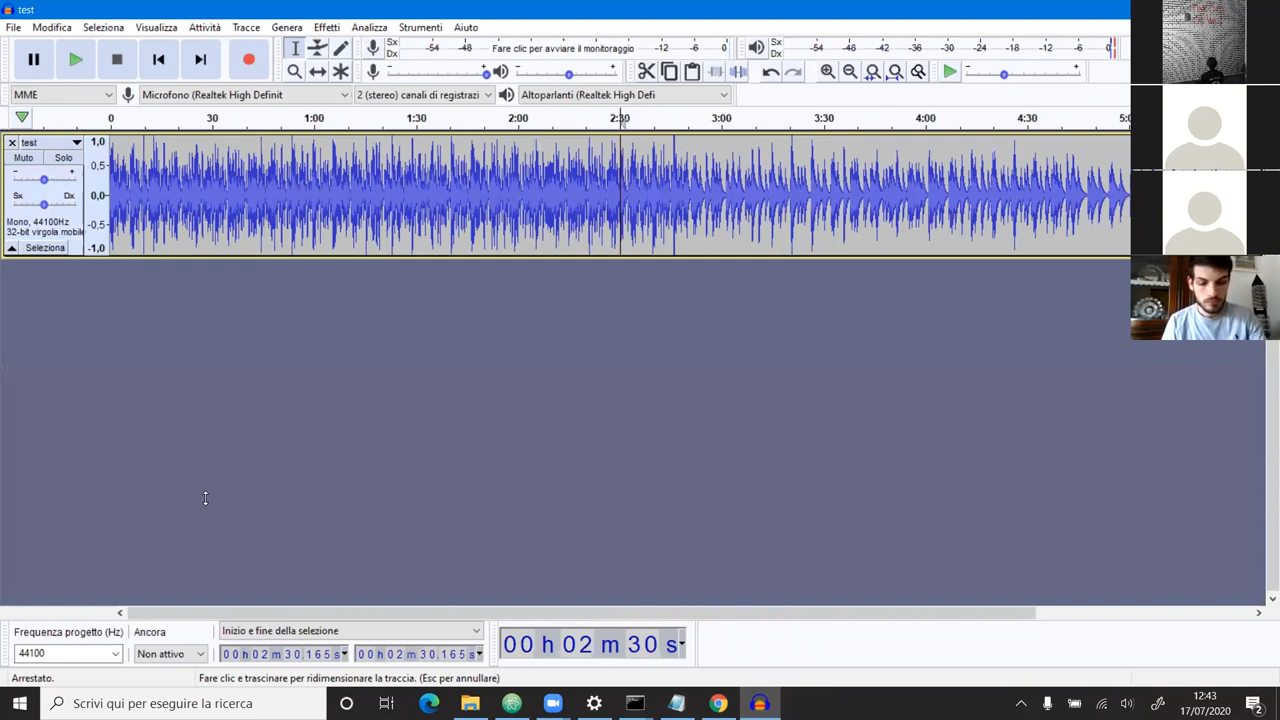 test
File Modifica Seleziona Visualizza Attività Tracce Genera Effetti Analizza Strumenti Aiuto
Sx Dx -54 -48 Fare clic per avviare il monitoraggio -12 -6 0 Sx Dx -54 -48 -42 -36 -30 -24 -18 -12 -6 0
- + - + - +
MME Microfono (Realtek High Definit 2 (stereo) canali di registrazi Altoparlanti (Realtek High Defi
0 30 1:00 1:30 2:00 2:30 3:00 3:30 4:00 4:30 5:0
test
Muto Solo
- +
Sx Dx
Mono, 44100Hz
32-bit virgola mobile
Seleziona
1,0
0,5
0,0
-0,5
-1,0
Frequenza progetto (Hz) Ancora Inizio e fine della selezione
44100 Non attivo 00 h 02 m 30.165 s 00 h 02 m 30.165 s
00 h 02 m 30 s
Arrestato. Fare clic e trascinare per ridimensionare la traccia. (Esc per annullare)
Scrivi qui per eseguire la ricerca
12:43
17/07/2020
2